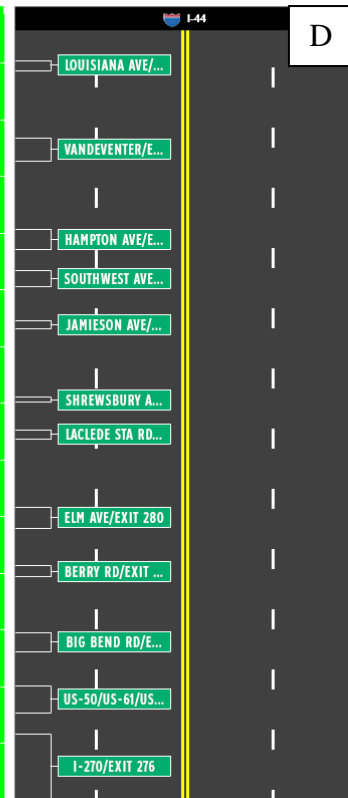 I-44
D
LOUISIANA AVE/...
VANDEVENTER/E...
HAMPTON AVE/E...
SOUTHWEST AVE...
JAMIESON AVE/...
SHREWSBURY A...
LACLEDE STA RD...
ELM AVE/EXIT 280
BERRY RD/EXIT ...
BIG BEND RD/E...
US-50/US-61/US...
I-270/EXIT 276